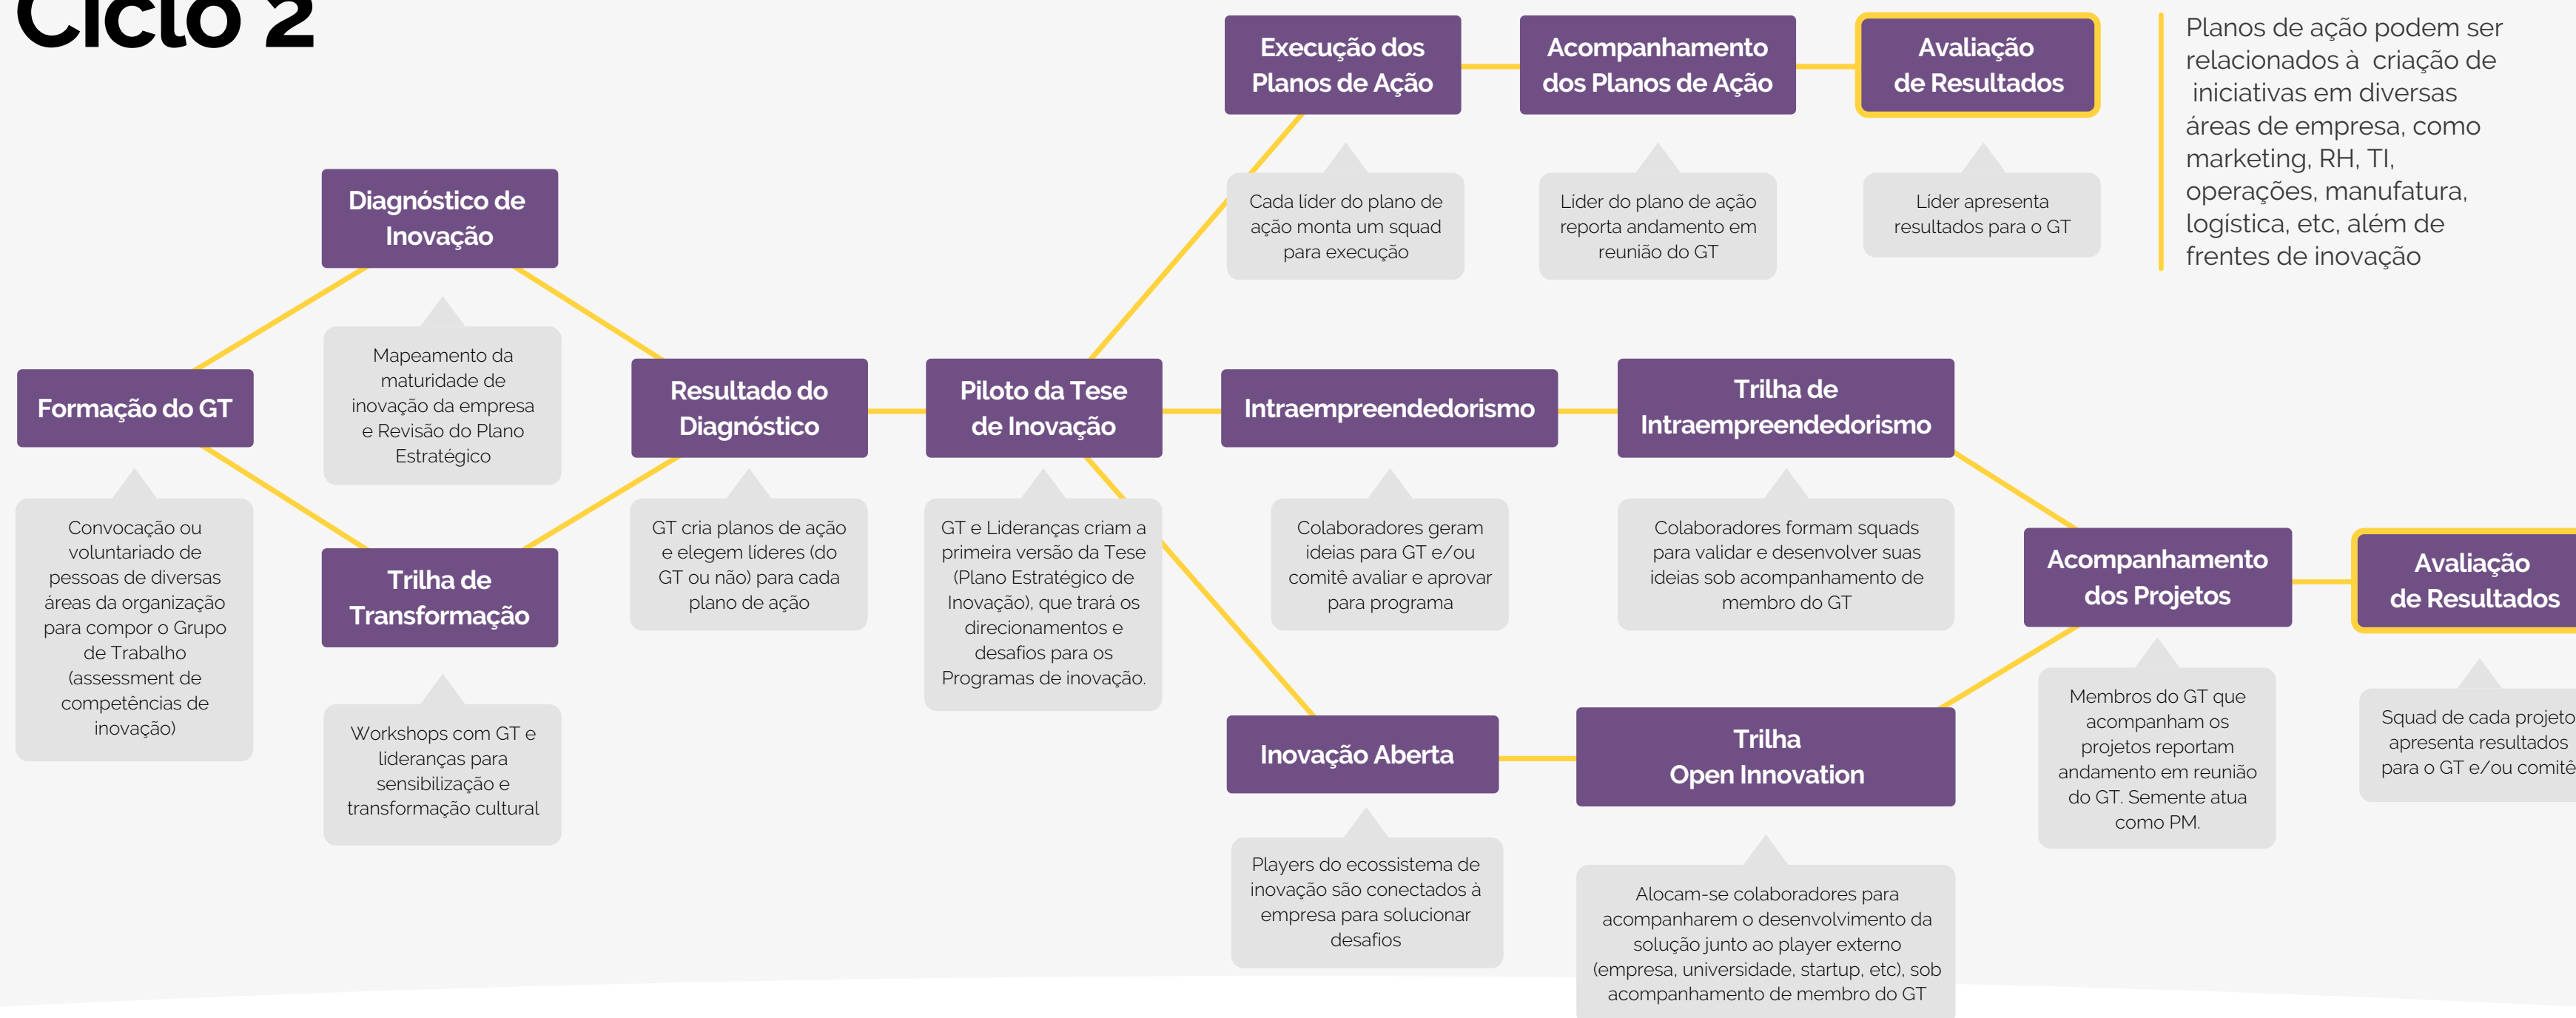 Ciclo 2
Execução dos
Planos de Ação
Acompanhamento
dos Planos de Ação
Avaliação
de Resultados
Planos de ação podem ser
relacionados à  criação de
iniciativas em diversas
áreas de empresa, como
marketing, RH, TI,
operações, manufatura,
logística, etc, além de
frentes de inovação
Cada líder do plano de
ação monta um squad
para execução
Líder do plano de ação
reporta andamento em
reunião do GT
Líder apresenta
resultados para o GT
Diagnóstico de
Inovação
Mapeamento da
maturidade de
inovação da empresa
e Revisão do Plano
Estratégico
Formação do GT
Convocação ou
voluntariado de
pessoas de diversas
áreas da organização
para compor o Grupo
de Trabalho
(assessment de
competências de
inovação)
Trilha de
Transformação
Workshops com GT e
lideranças para
sensibilização e
transformação cultural
Resultado do
Diagnóstico
GT cria planos de ação
e elegem líderes (do
GT ou não) para cada
plano de ação
Piloto da Tese
de Inovação
GT e Lideranças criam a
primeira versão da Tese
(Plano Estratégico de
Inovação), que trará os
direcionamentos e
desafios para os
Programas de inovação.
Intraempreendedorismo
Colaboradores geram
ideias para GT e/ou
comitê avaliar e aprovar
para programa
Trilha de
Intraempreendedorismo
Colaboradores formam squads
para validar e desenvolver suas
ideias sob acompanhamento de
membro do GT
Inovação Aberta
Players do ecossistema de
inovação são conectados à
empresa para solucionar
desafios
Trilha
Open Innovation
Alocam-se colaboradores para
acompanharem o desenvolvimento da
solução junto ao player externo
(empresa, universidade, startup, etc), sob
acompanhamento de membro do GT
Acompanhamento
dos Projetos
Membros do GT que
acompanham os
projetos reportam
andamento em reunião
do GT. Semente atua
como PM.
Avaliação
de Resultados
Squad de cada projeto
apresenta resultados
para o GT e/ou comitê